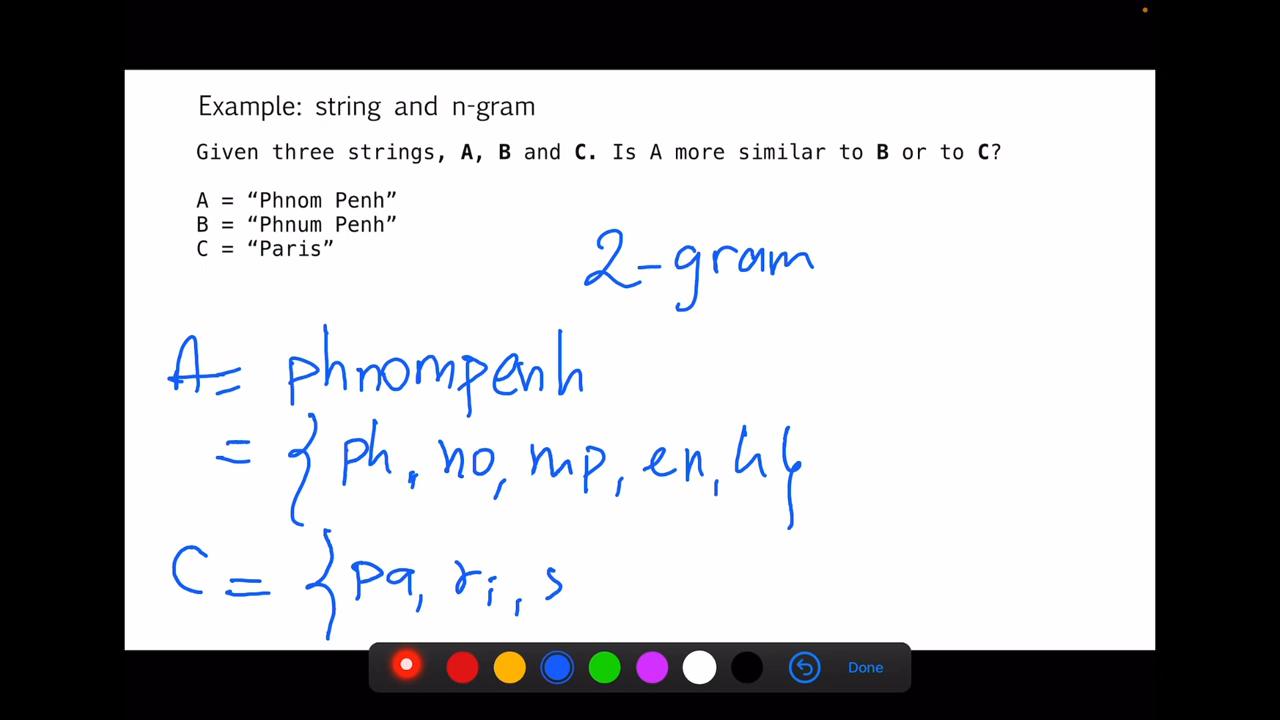 Example: string and n-gram
Given three strings, A, B and C. Is A more similar to B or to C?
A = “Phnom Penh”
B = “Phnum Penh”
C = “Paris”
2-gram
A = phnompenh
= { ph, no, mp, en, h }
C = { pa, ri, s
Done